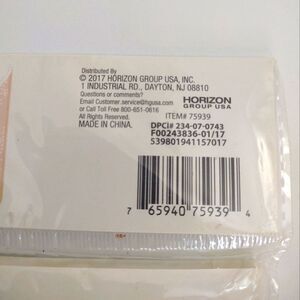 Distributed By
© 2017 HORIZON GROUP USA, INC.
1 INDUSTRIAL RD., DAYTON, NJ 08810
Questions or comments?
Email Customer.service@hgusa.com
or Call Toll Free 800-651-0616
All Rights Reserved.
MADE IN CHINA.
HORIZON
GROUP USA
ITEM# 75939
DPCI# 234-07-0743
F00243836-01/17
539801941157017
7 65940 75939 4